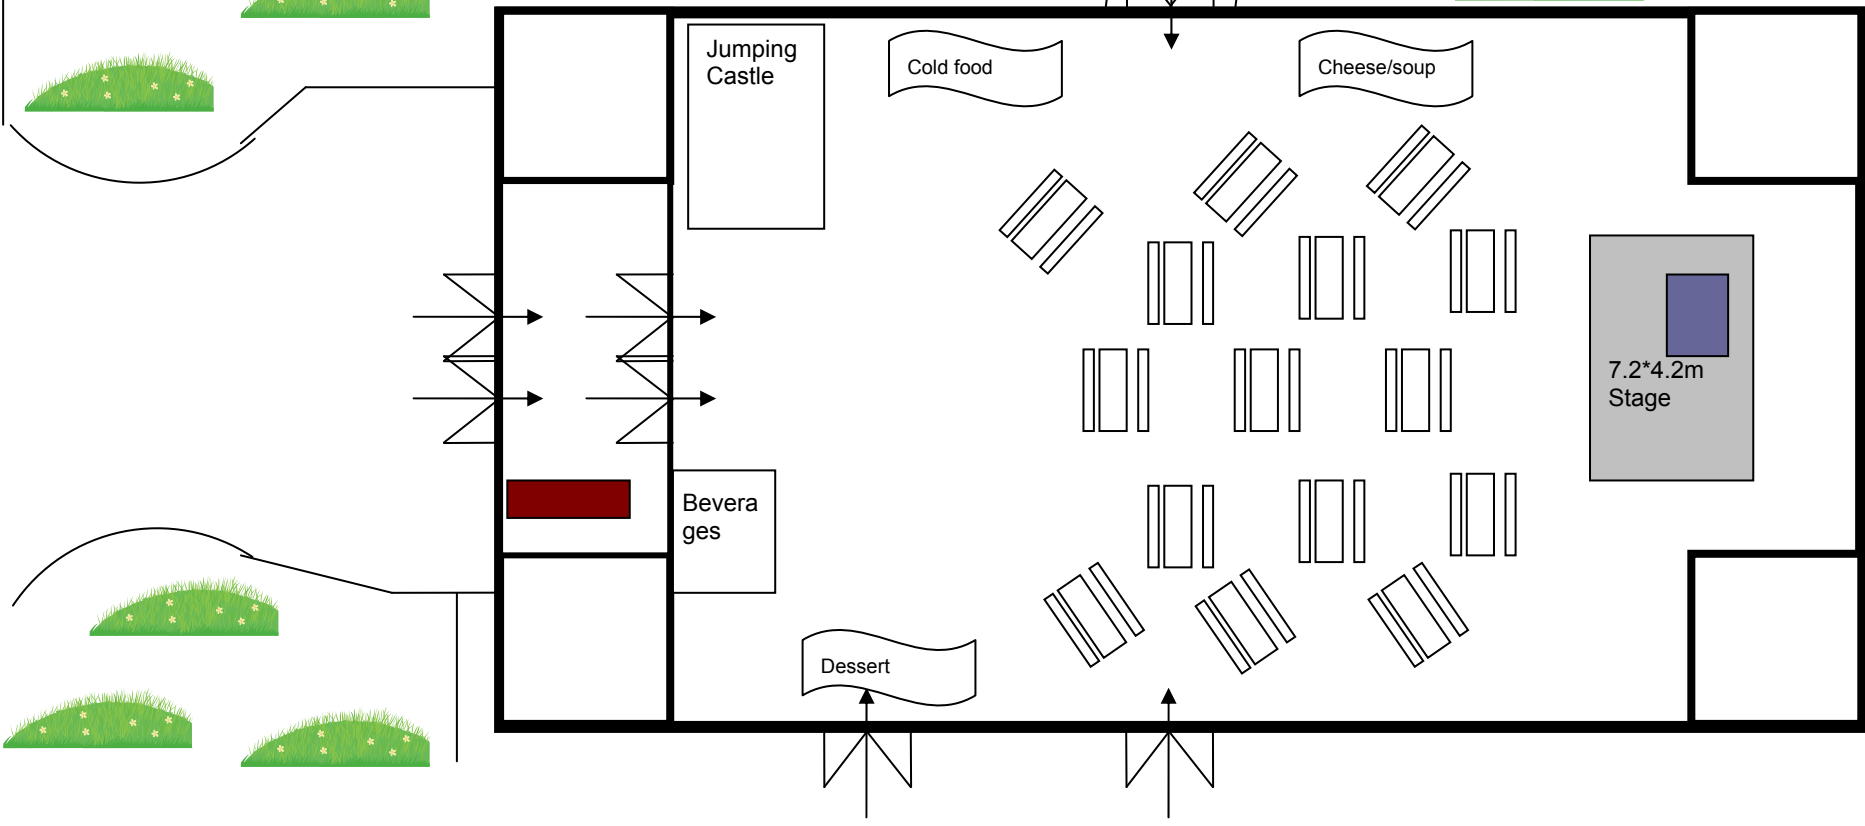 Jumping
Castle
Cold food
Cheese/soup
7.2*4.2m
Stage
Bevera
ges
Dessert